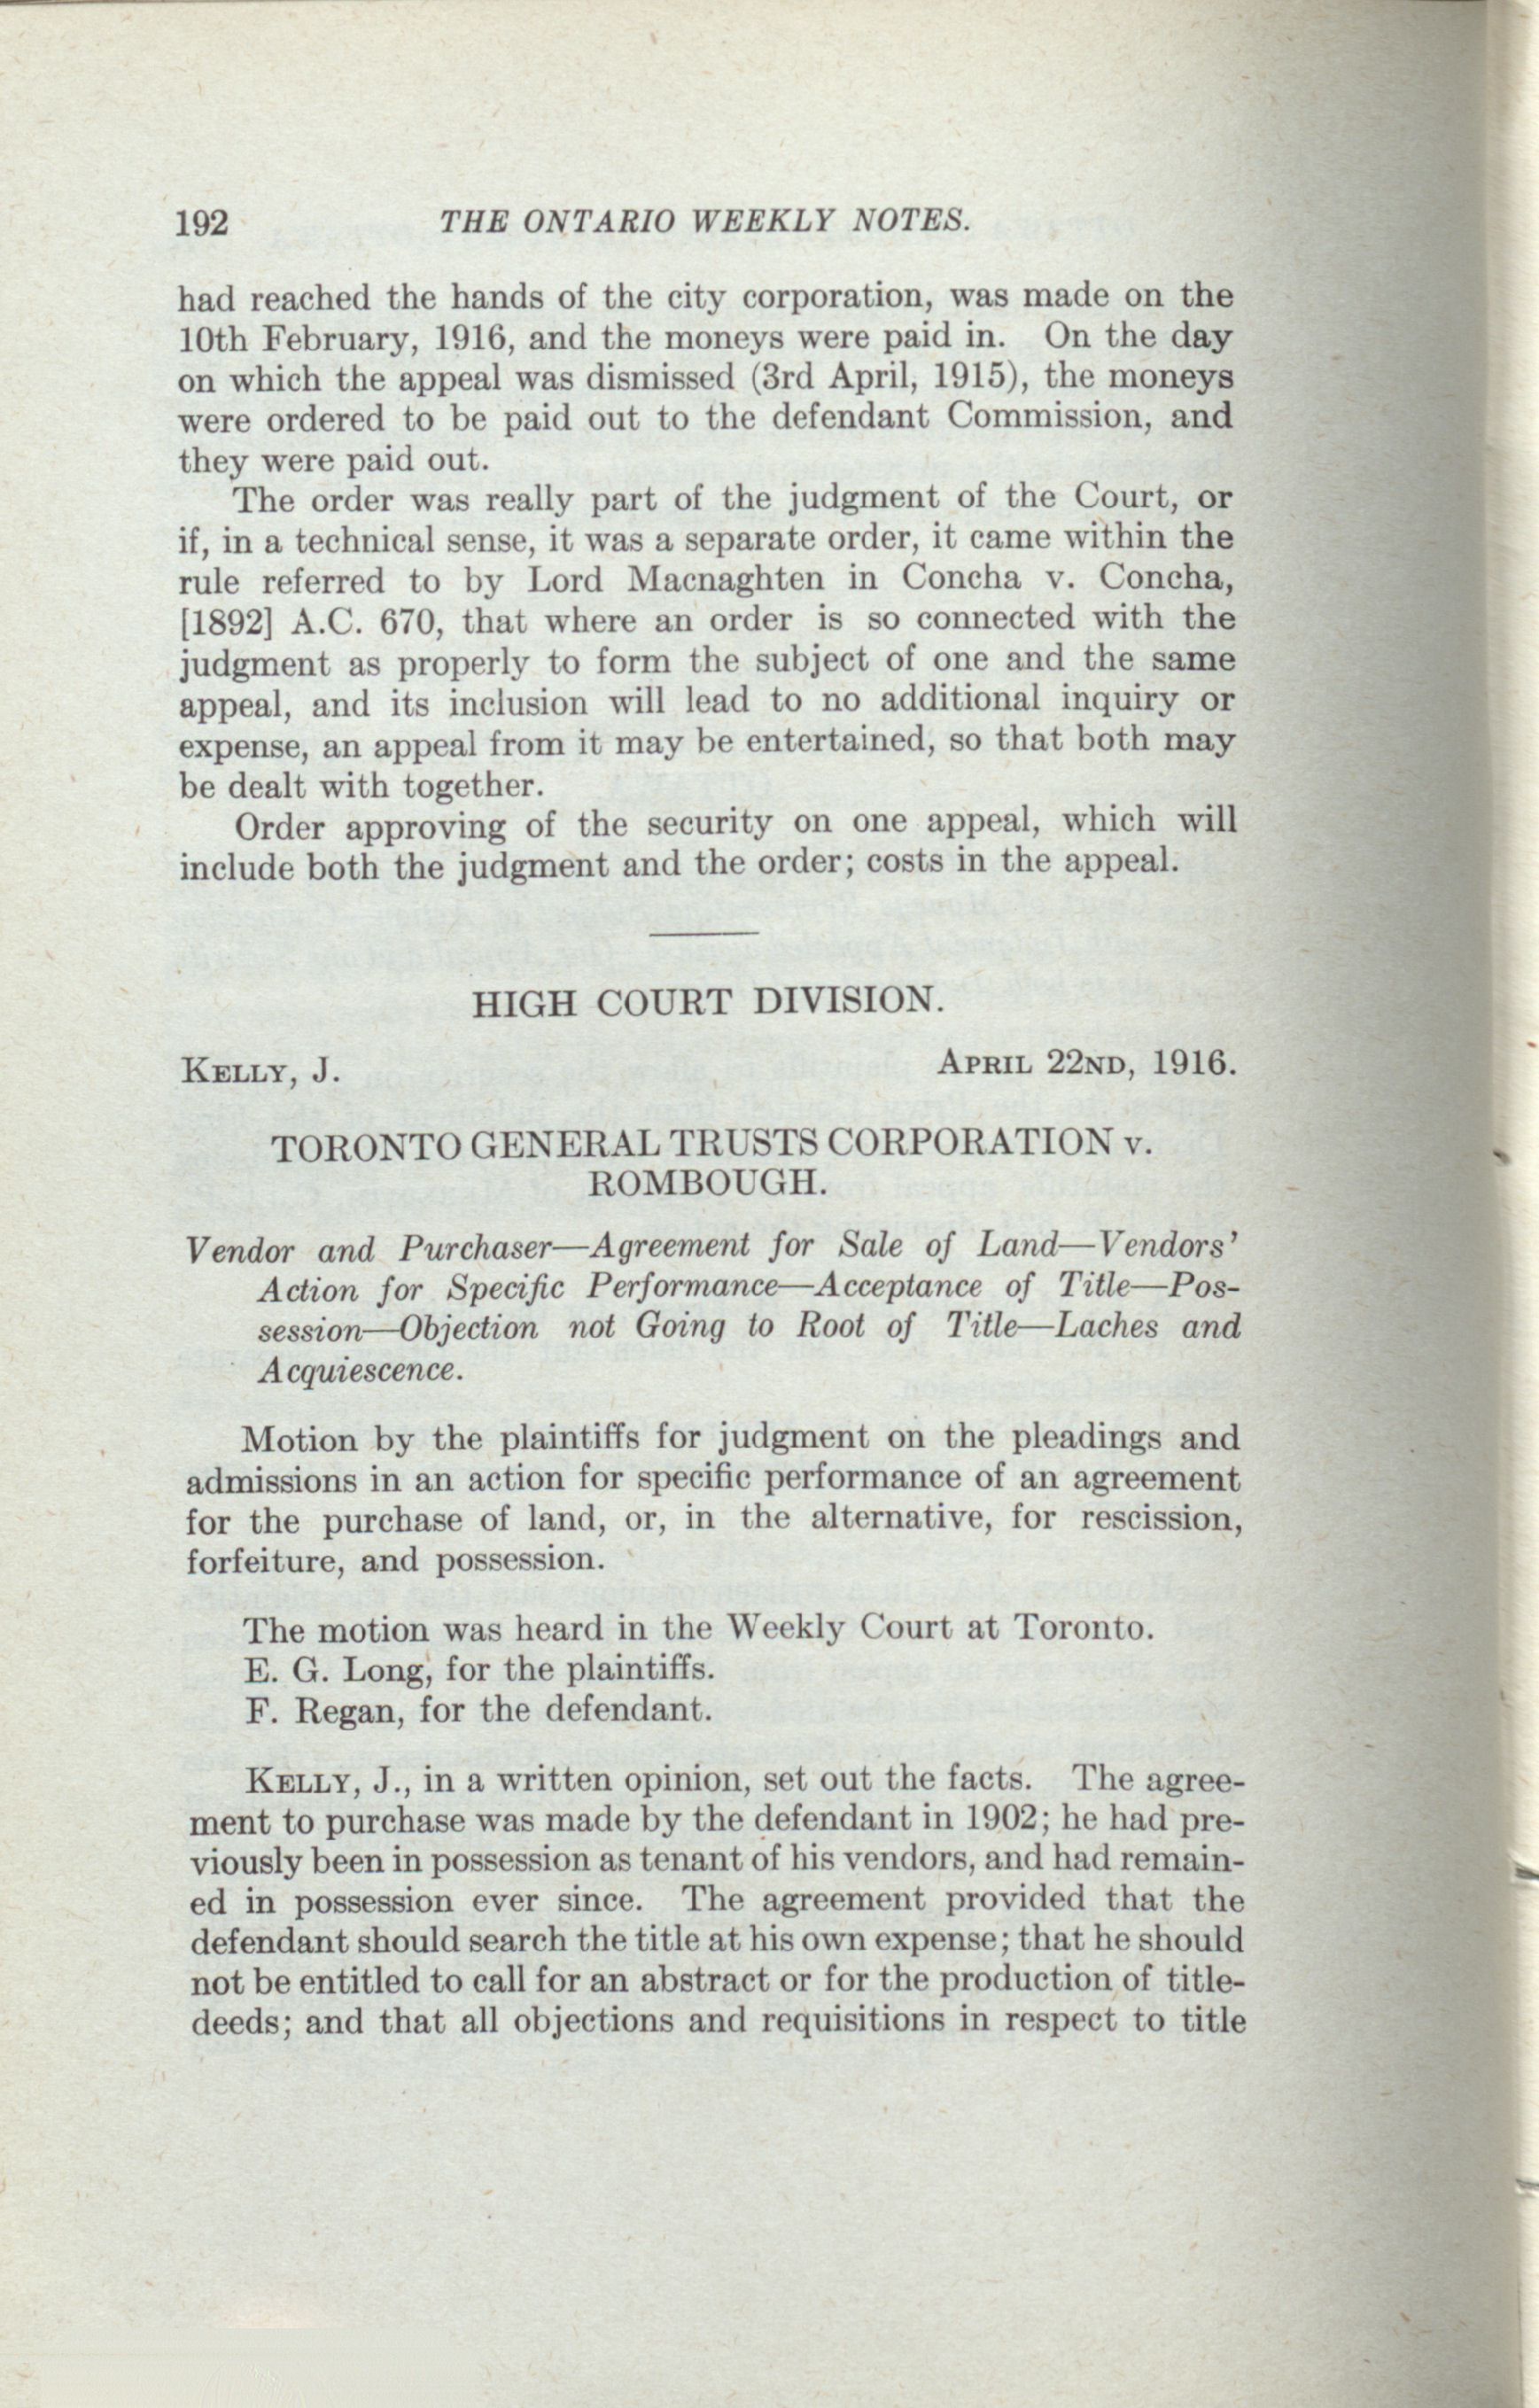 192 THE ONTARIO WEEKLY NOTES.
had reached the hands of the city corporation, was made on the
10th February, 1916, and the moneys were paid in. On the day
on which the appeal was dismissed (3rd April, 1915), the moneys
were ordered to be paid out to the defendant Commission, and
they were paid out.
The order was really part of the judgment of the Court, or
if, in a technical sense, it was a separate order, it came within the
rule referred to by Lord Macnaghten in Concha v. Concha,
[1892] A.C. 670, that where an order is so connected with the
judgment as properly to form the subject of one and the same
appeal, and its inclusion will lead to no additional inquiry or
expense, an appeal from it may be entertained, so that both may
be dealt with together.
Order approving of the security on one appeal, which will
include both the judgment and the order; costs in the appeal.
HIGH COURT DIVISION.
KELLY, J. APRIL 22ND, 1916.
TORONTO GENERAL TRUSTS CORPORATION v.
ROMBOUGH.
Vendor and Purchaser—Agreement for Sale of Land—Vendors'
Action for Specific Performance—Acceptance of Title—Pos-
session—Objection not Going to Root of Title—Laches and
Acquiescence.
Motion by the plaintiffs for judgment on the pleadings and
admissions in an action for specific performance of an agreement
for the purchase of land, or, in the alternative, for rescission,
forfeiture, and possession.
The motion was heard in the Weekly Court at Toronto.
E. G. Long, for the plaintiffs.
F. Regan, for the defendant.
KELLY, J., in a written opinion, set out the facts. The agree-
ment to purchase was made by the defendant in 1902; he had pre-
viously been in possession as tenant of his vendors, and had remain-
ed in possession ever since. The agreement provided that the
defendant should search the title at his own expense; that he should
not be entitled to call for an abstract or for the production of title-
deeds; and that all objections and requisitions in respect to title